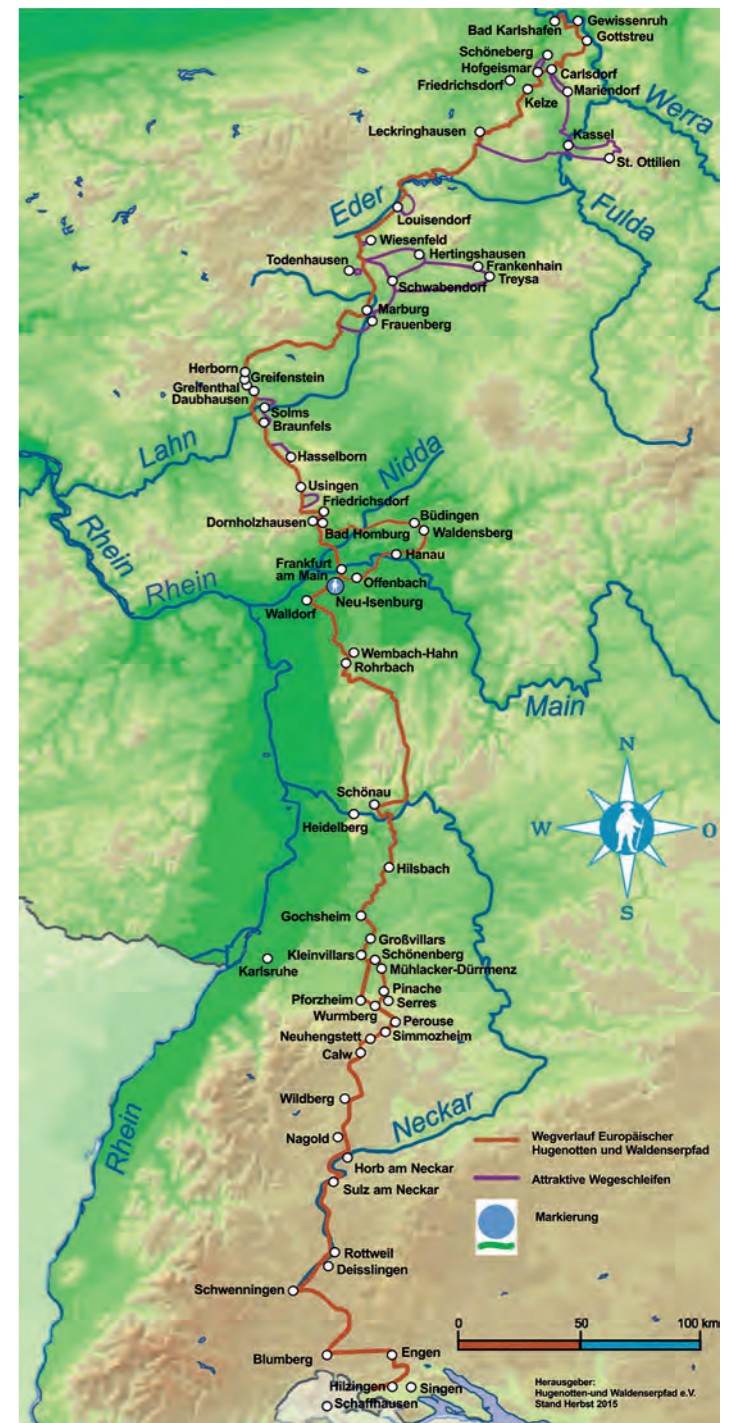 Bad Karlshafen
Gewissenruh
Gottstreu
Schöneberg
Hofgeismar
Carlsdorf
Friedrichsdorf
Mariendorf
Kelze
Werra
Leckringhausen
Kassel
St. Ottilien
Eder
Louisendorf
Fulda
Wiesenfeld
Hertingshausen
Todenhausen
Frankenhain
Treysa
Schwabendorf
Marburg
Frauenberg
Herborn
Greifenstein
Greifenthal
Daubhausen
Solms
Braunfels
Lahn
Hasselborn
Nidda
Usingen
Rhein
Friedrichsdorf
Dornholzhausen
Büdingen
Bad Homburg
Waldensberg
Rhein
Hanau
Frankfurt
am Main
Offenbach
Neu-Isenburg
Walldorf
Wembach-Hahn
Rohrbach
Main
N
W
O
S
Schönau
Heidelberg
Hilsbach
Gochsheim
Großvillars
Kleinvillars
Schönenberg
Karlsruhe
Mühlacker-Dürrmenz
Pinache
Pforzheim
Serres
Wurmberg
Perouse
Neuhengstett
Simmozheim
Calw
Wildberg
Neckar
Rhein
Nagold
Horb am Neckar
Sulz am Neckar
Wegverlauf Europäischer
Hugenotten und Waldenserpfad
Attraktive Wegeschleifen
Markierung
Rottweil
Deisslingen
Schwenningen
0 50 100 km
Blumberg
Engen
Hilzingen
Singen
Schaffhausen
Herausgeber:
Hugenotten-und Waldenserpfad e.V.
Stand Herbst 2015